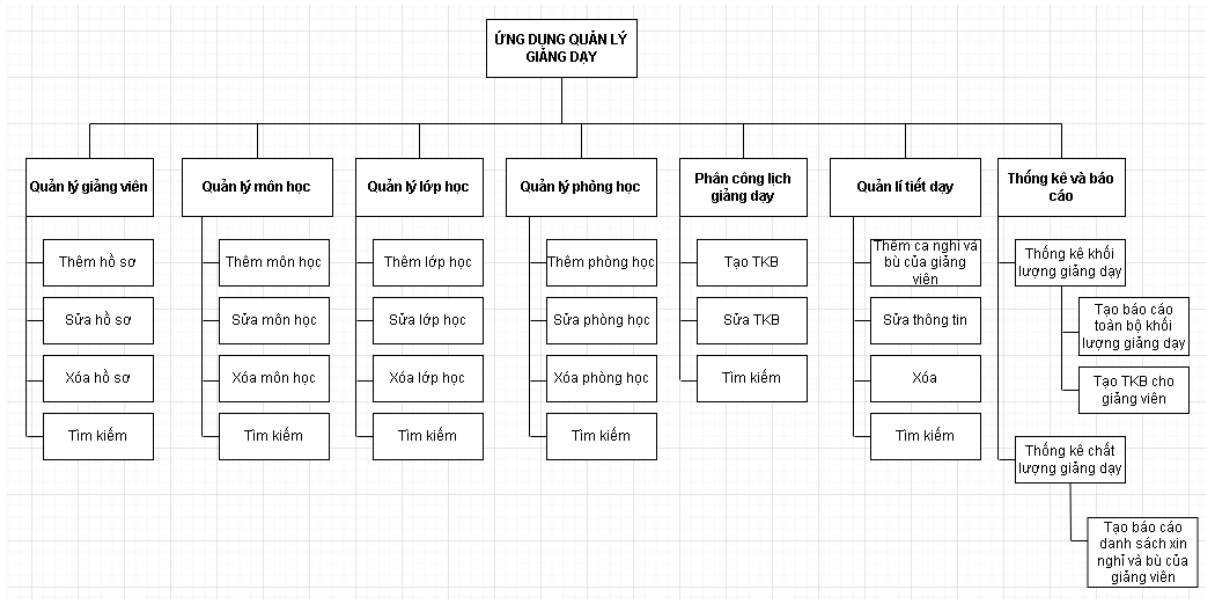 ỨNG DỤNG QUẢN LÝ
GIẢNG DẠY
Quản lý giảng viên
Thêm hồ sơ
Sửa hồ sơ
Xóa hồ sơ
Tìm kiếm
Quản lý môn học
Thêm môn học
Sửa môn học
Xóa môn học
Tìm kiếm
Quản lý lớp học
Thêm lớp học
Sửa lớp học
Xóa lớp học
Tìm kiếm
Quản lý phòng học
Thêm phòng học
Sửa phòng học
Xóa phòng học
Tìm kiếm
Phân công lịch
giảng dạy
Tạo TKB
Sửa TKB
Tìm kiếm
Quản lí tiết dạy
Thêm ca nghỉ và
bù của giảng
viên
Sửa thông tin
Xóa
Tìm kiếm
Thống kê và báo
cáo
Thống kê khối
lượng giảng dạy
Tạo báo cáo
toàn bộ khối
lượng giảng dạy
Tạo TKB cho
giảng viên
Thống kê chất
lượng giảng dạy
Tạo báo cáo
danh sách xin
nghỉ và bù của
giảng viên